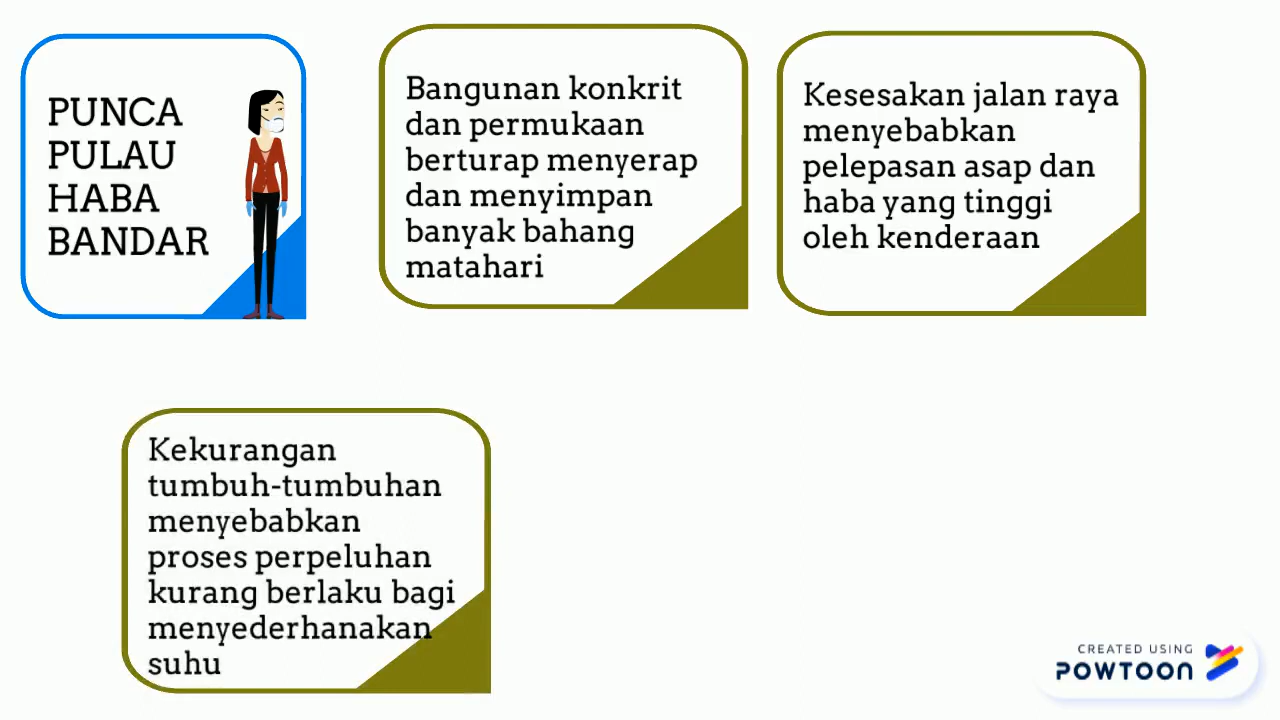 PUNCA
PULAU
HABA
BANDAR
Bangunan konkrit
dan permukaan
berturap menyerap
dan menyimpan
banyak bahang
matahari
Kesesakan jalan raya
menyebabkan
pelepasan asap dan
haba yang tinggi
oleh kenderaan
Kekurangan
tumbuh-tumbuhan
menyebabkan
proses perpeluhan
kurang berlaku bagi
menyederhanakan
suhu
CREATED USING
POWTOON